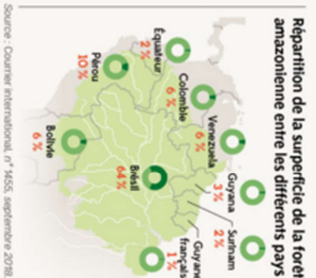 Répartition de la superficie de la forêt
amazonienne entre les différents pays
Équateur
2 %
Colombie
6 %
Venezuela
6 %
Guyana
3 %
Surinam
2 %
Guyane
française
1 %
Pérou
10 %
Brésil
64 %
Bolivie
6 %
Source : Courrier international, n° 1455, septembre 2018.